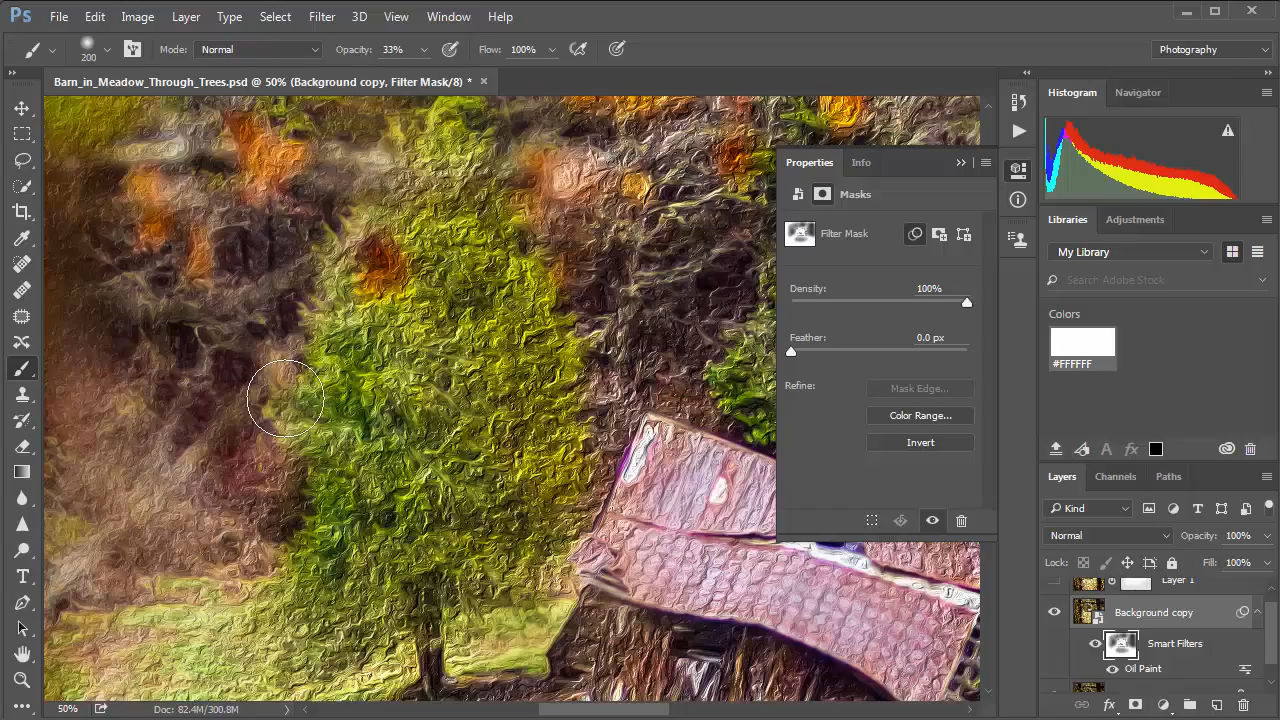 Ps File Edit Image Layer Type Select Filter 3D View Window Help
200 Mode: Normal Opacity: 33% Flow: 100% Photography
Barn_in_Meadow_Through_Trees.psd @ 50% (Background copy, Filter Mask/8) *
Histogram Navigator
Properties Info
Masks
Filter Mask
Density: 100%
Feather: 0.0 px
Refine: Mask Edge...
Color Range...
Invert
Libraries Adjustments
My Library
Search Adobe Stock
Colors
#FFFFFF
Layers Channels Paths
Kind
Normal Opacity: 100%
Lock: Fill: 100%
Layer 1
Background copy
Smart Filters
Oil Paint
50% Doc: 82.4M/300.8M